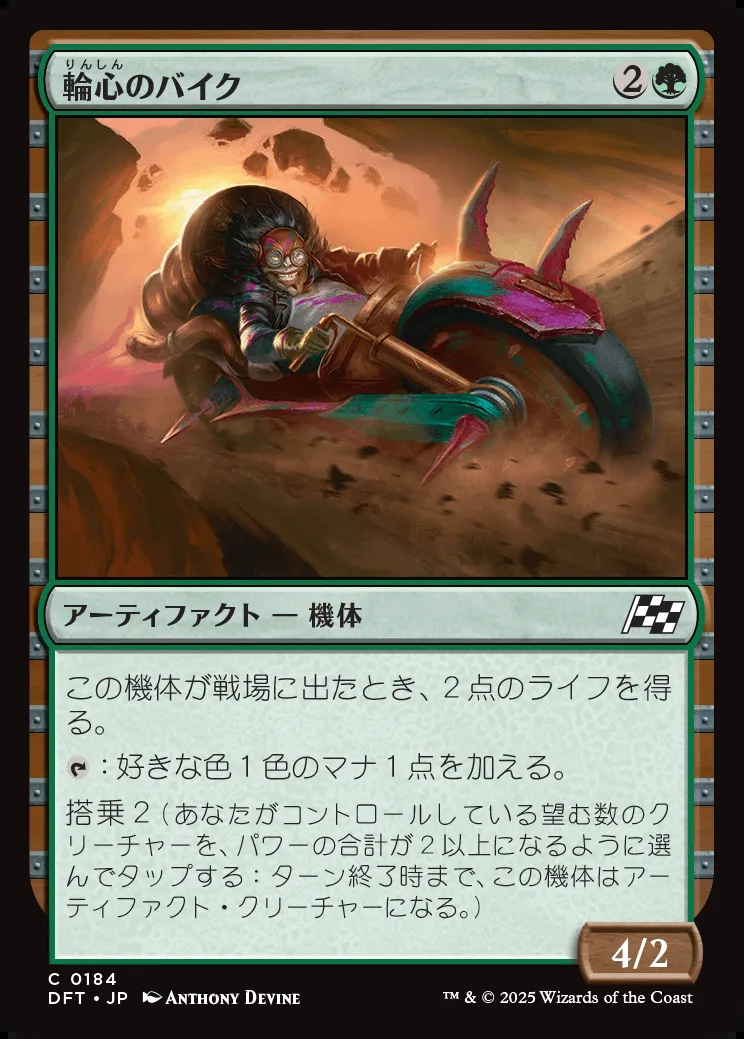 りんしん
輪心のバイク
2
アーティファクト — 機体
この機体が戦場に出たとき、2点のライフを得
る。
:好きな色1色のマナ1点を加える。
搭乗2(あなたがコントロールしている望む数のク
リーチャーを、パワーの合計が2以上になるように選
んでタップする:ターン終了時まで、この機体はアー
ティファクト・クリーチャーになる。)
4/2
C 0184
DFT • JP Anthony Devine
™ & © 2025 Wizards of the Coast